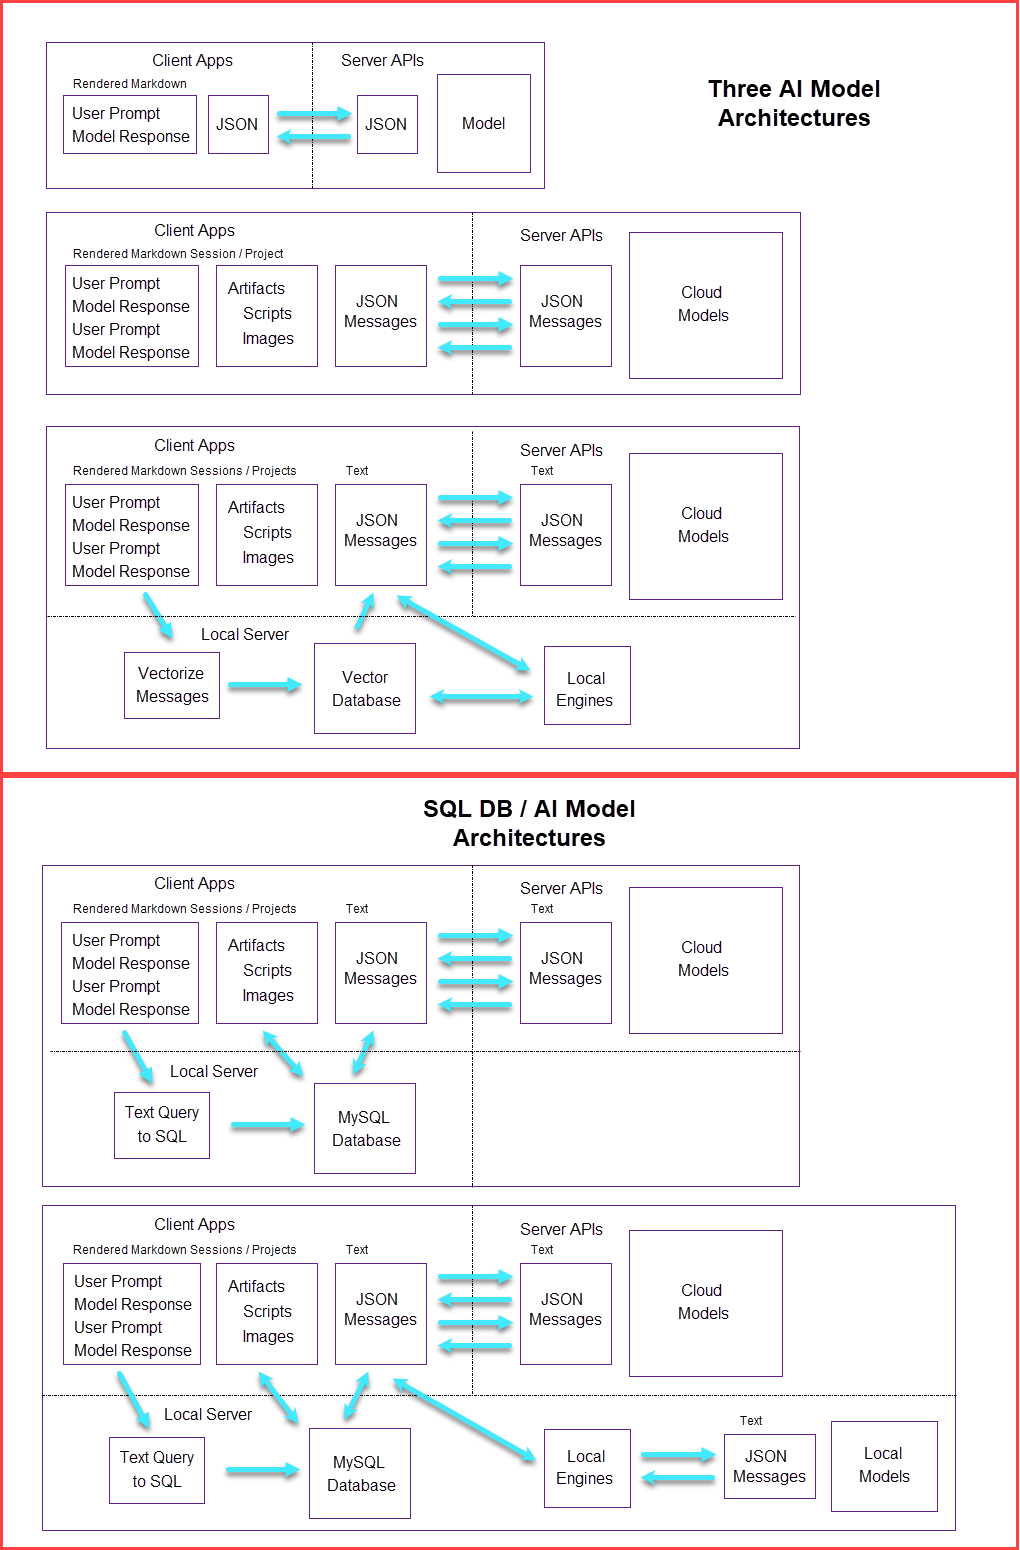 Three AI Model
Architectures
Client Apps
Server APIs
Rendered Markdown
User Prompt
Model Response
JSON
JSON
Model
Client Apps
Server APIs
Rendered Markdown Session / Project
User Prompt
Model Response
User Prompt
Model Response
Artifacts
Scripts
Images
JSON
Messages
JSON
Messages
Cloud
Models
Client Apps
Server APIs
Rendered Markdown Sessions / Projects
Text
Text
User Prompt
Model Response
User Prompt
Model Response
Artifacts
Scripts
Images
JSON
Messages
JSON
Messages
Cloud
Models
Local Server
Vectorize
Messages
Vector
Database
Local
Engines
SQL DB / AI Model
Architectures
Client Apps
Server APIs
Rendered Markdown Sessions / Projects
Text
Text
User Prompt
Model Response
User Prompt
Model Response
Artifacts
Scripts
Images
JSON
Messages
JSON
Messages
Cloud
Models
Local Server
Text Query
to SQL
MySQL
Database
Client Apps
Server APIs
Rendered Markdown Sessions / Projects
Text
Text
User Prompt
Model Response
User Prompt
Model Response
Artifacts
Scripts
Images
JSON
Messages
JSON
Messages
Cloud
Models
Local Server
Text Query
to SQL
MySQL
Database
Local
Engines
Text
JSON
Messages
Local
Models